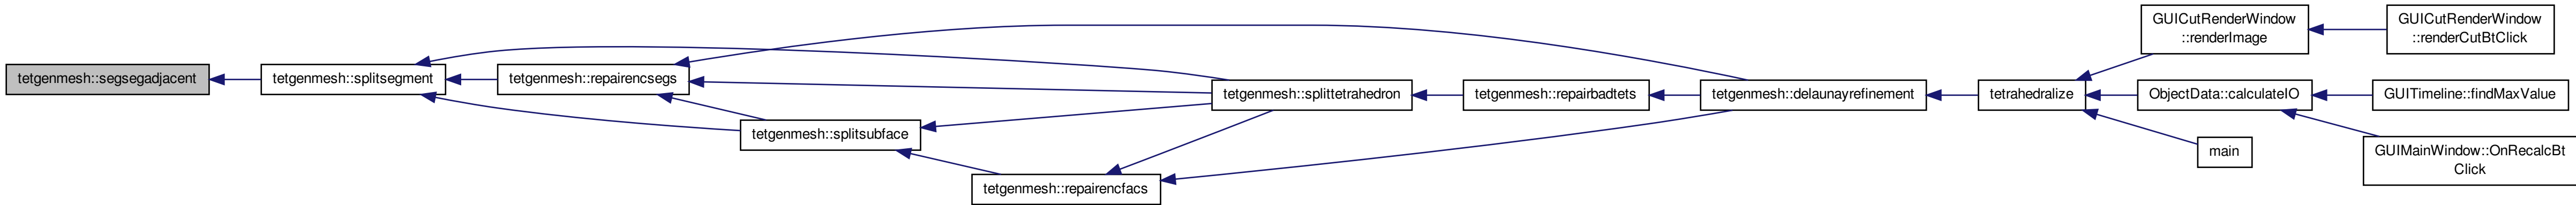 tetgenmesh::segsegadjacent
tetgenmesh::splitsegment
tetgenmesh::repairencsegs
tetgenmesh::splitsubface
tetgenmesh::repairencfacs
tetgenmesh::splittetrahedron
tetgenmesh::repairbadtets
tetgenmesh::delaunayrefinement
tetrahedralize
GUICutRenderWindow
::renderImage
ObjectData::calculateIO
main
GUICutRenderWindow
::renderCutBtClick
GUITimeline::findMaxValue
GUIMainWindow::OnRecalcBt
Click